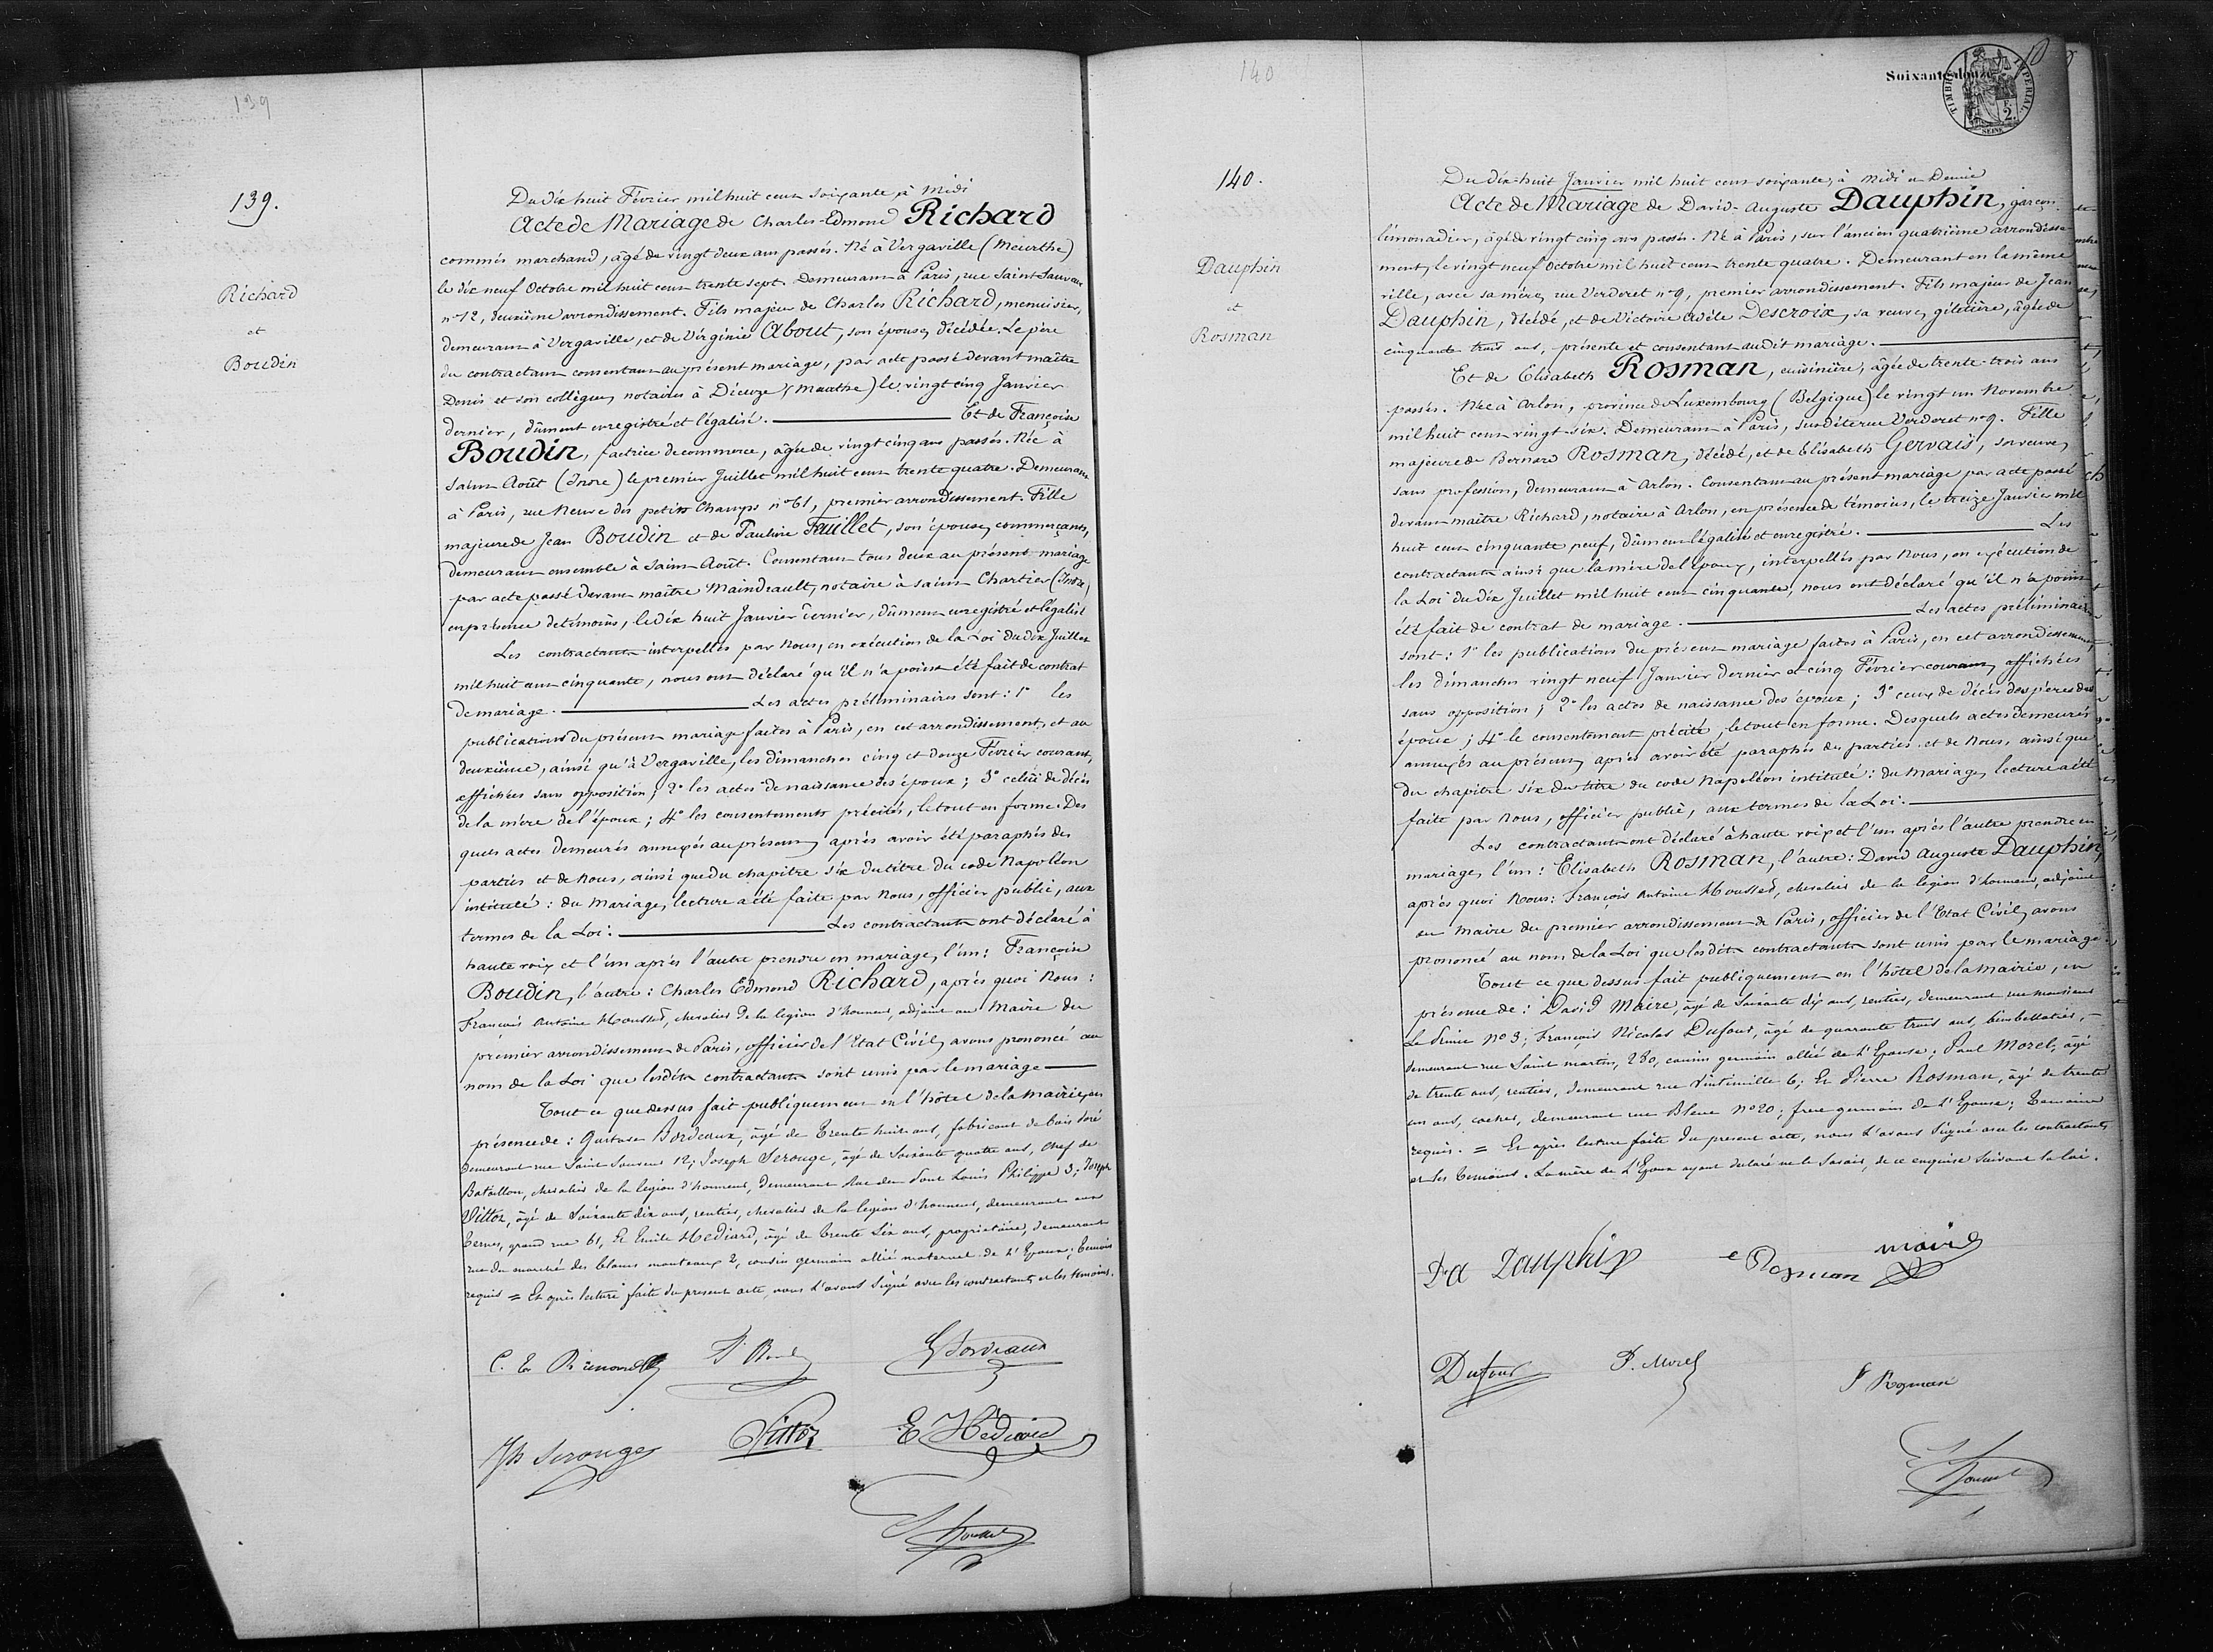 139
139.
Richard
et
Boudin
Du dix huit Février mil huit cent soixante, à Midi
Acte de Mariage de Charles-Edmond Richard
commis marchand, âgé de vingt deux ans passés. Né à Vergaville (Meurthe)
le dix neuf Octobre mil huit cent trente sept. Demeurant à Paris, rue Saint Sauveur
n° 12, deuxième arrondissement. Fils majeur de Charles Richard, menuisier,
demeurant à Vergaville, et de Virginie About, son épouse, décédée. Le père
du contractant consentant au présent mariage, par acte passé devant maître
Denis et son collègue, notaires à Dieuze (Meurthe) le vingt cinq Janvier
dernier, dûment enregistré et légalisé. Et de Françoise
Boudin, factrice de commerce, âgée de vingt cinq ans passés. Née à
Saint Août (Indre) le premier Juillet mil huit cent trente quatre. Demeurant
à Paris, rue Neuve des petits Champs n° 61, premier arrondissement. Fille
majeure de Jean Boudin et de Pauline Fauillet, son épouse, commerçants,
demeurant ensemble à Saint Août. Consentant tous deux au présent mariage
par acte passé devant maître Maindrault, notaire à Saint Chartier (Indre)
en présence de témoins, le dix huit Janvier dernier, dûment enregistré et légalisé
Les contractants interpellés par Nous, en exécution de la Loi du dix Juillet
mil huit cent cinquante, nous ont déclaré qu'il n'a point été fait de contrat
de mariage. Les actes préliminaires sont : 1° les
publications du présent mariage faites à Paris, en cet arrondissement, et au
deuxième, ainsi qu'à Vergaville, les dimanches cinq et douze Février courant,
affichées sans opposition; 2° les actes de naissance des époux; 3° celui de décès
de la mère de l'époux; 4° les consentements précités, le tout en forme. Des
quels actes demeurés annexés au présent, après avoir été paraphés des
parties et de Nous, ainsi que du chapitre six du titre du code Napoléon
intitulé : du Mariage, lecture a été faite par Nous, officier public, aux
termes de la Loi. Les contractants ont déclaré à
haute voix et l'un après l'autre prendre en mariage, l'un : Françoise
Boudin, l'autre : Charles Edmond Richard, après quoi Nous :
François Antoine Housset, chevalier de la légion d'honneur, adjoint au Maire du
premier arrondissement de Paris, officier de l'Etat Civil, avons prononcé au
nom de la Loi que lesdits contractants sont unis par le mariage
Tout ce que dessus fait publiquement en l'hôtel de la Mairie, en
présence de : Gustave Bordeaux, âgé de Trente huit ans, fabricant de bois doré
demeurant rue Saint Sauveur 12; Joseph Serouge, âgé de Soixante quatre ans, Chef de
Bataillon, chevalier de la légion d'honneur, demeurant Rue du Pont Louis Philippe 3; Joseph
Vittoz, âgé de Soixante dix ans, rentier, chevalier de la légion d'honneur, demeurant aux
Ternes, grand rue 61, Et Emile Hediard, âgé de trente Six ans, propriétaire, demeurant
rue du marché des blancs manteaux 2, cousin germain allié maternel de L'Epoux; Témoins
requis = Et après lecture faite du present acte, nous L'avons Signé avec les contractants et les témoins.
C. E. Richard
F. Boudin
G Bordeaux
Jh Serouge
Vittoz
E Hédiard
Housset
140
Soixante-douze
TIMBRE IMPERIAL
F. 2.
SEINE
140.
Dauphin
et
Rosman
Du dix-huit Janvier mil huit cent soixante, à Midi et Demie
Acte de Mariage de David-Auguste Dauphin, garçon
limonadier, âgé de vingt cinq ans passés. Né à Paris, sur l'ancien quatrième arrondisse
ment, le vingt neuf Octobre mil huit cent trente quatre. Demeurant en la même
ville, avec sa mère, rue Verderet n° 9, premier arrondissement. Fils majeur de Jean
Dauphin, décédé, et de Victoire Adèle Descroix, sa veuve, giletière, âgée de
cinquante trois ans, présente et consentant audit mariage.
Et de Elisabeth Rosman, cuisinière, âgée de trente-trois ans
passés. Née à Arlon, province de Luxembourg (Belgique) le vingt un Novembre
mil huit cent vingt six. Demeurant à Paris, susdite rue Verderet n° 9. Fille
majeure de Bernard Rosman, décédé, et de Elisabeth Gervais, sa veuve,
sans profession, demeurant à Arlon. Consentant au présent mariage par acte passé
devant maître Richard, notaire à Arlon, en présence de témoins, le treize Janvier mil
huit cent cinquante neuf, dûment légalisé et enregistré. Les
contractants ainsi que la mère de l'époux, interpellés par Nous, en exécution de
la Loi du dix Juillet mil huit cent cinquante, nous ont déclaré qu'il n'a point
été fait de contrat de mariage. Les actes préliminaires
sont : 1° les publications du présent mariage faites à Paris, en cet arrondissement,
les dimanches vingt neuf Janvier dernier et cinq Février courant, affichées
sans opposition; 2° les actes de naissance des époux; 3° ceux de décès des pères des
époux; 4° le consentement précité, le tout en forme. Desquels actes demeurés
annexés au présent, après avoir été paraphés des parties et de Nous, ainsi que
du chapitre six du titre du code Napoléon intitulé : du Mariage, lecture a été
faite par Nous, officier public, aux termes de la Loi.
Les contractants ont déclaré à haute voix et l'un après l'autre prendre en
mariage, l'un : Elisabeth Rosman, l'autre : David Auguste Dauphin,
après quoi Nous : François Antoine Housset, chevalier de la légion d'honneur, adjoint
au Maire du premier arrondissement de Paris, officier de l'Etat Civil, avons
prononcé au nom de la Loi que lesdits contractants sont unis par le mariage.
Tout ce que dessus fait publiquement en l'hôtel de la Mairie, en
présence de : David Maire, âgé de Soixante dix ans, rentier, demeurant rue monsieur
Le Prince N° 3; François Nicolas Dufour, âgé de quarante trois ans, bimbelotier,
demeurant rue Saint martin, 280, cousin germain allié de L'Epouse; Paul Morel, âgé
de trente ans, rentier, demeurant rue Vintimille 6; Et Pierre Rosman, âgé de trente
un ans, cocher, demeurant rue Bleue N° 20; frère germain de L'Epouse; Témoins
requis. = Et après lecture faite du present acte, nous L'avons Signé avec les contractants
et les témoins. La mère de L'Epoux ayant déclaré ne le Savoir, de ce enquise Suivant la loi.
D. A Dauphin
e Rosman
Maire
Dufour
P. Morel
P Rosman
Housset